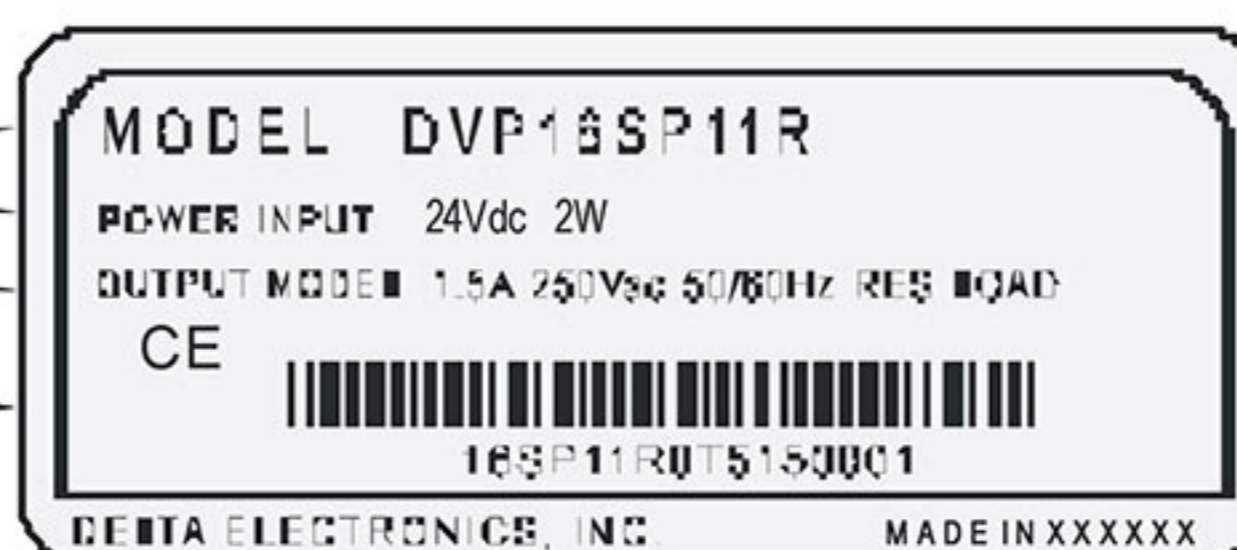 MODEL DVP16SP11R
POWER INPUT 24Vdc 2W
OUTPUT MODEL 1.5A 250Vac 50/60Hz RES LOAD
CE
16SP11R0T5150001
DELTA ELECTRONICS, INC.
MADE IN XXXXXX